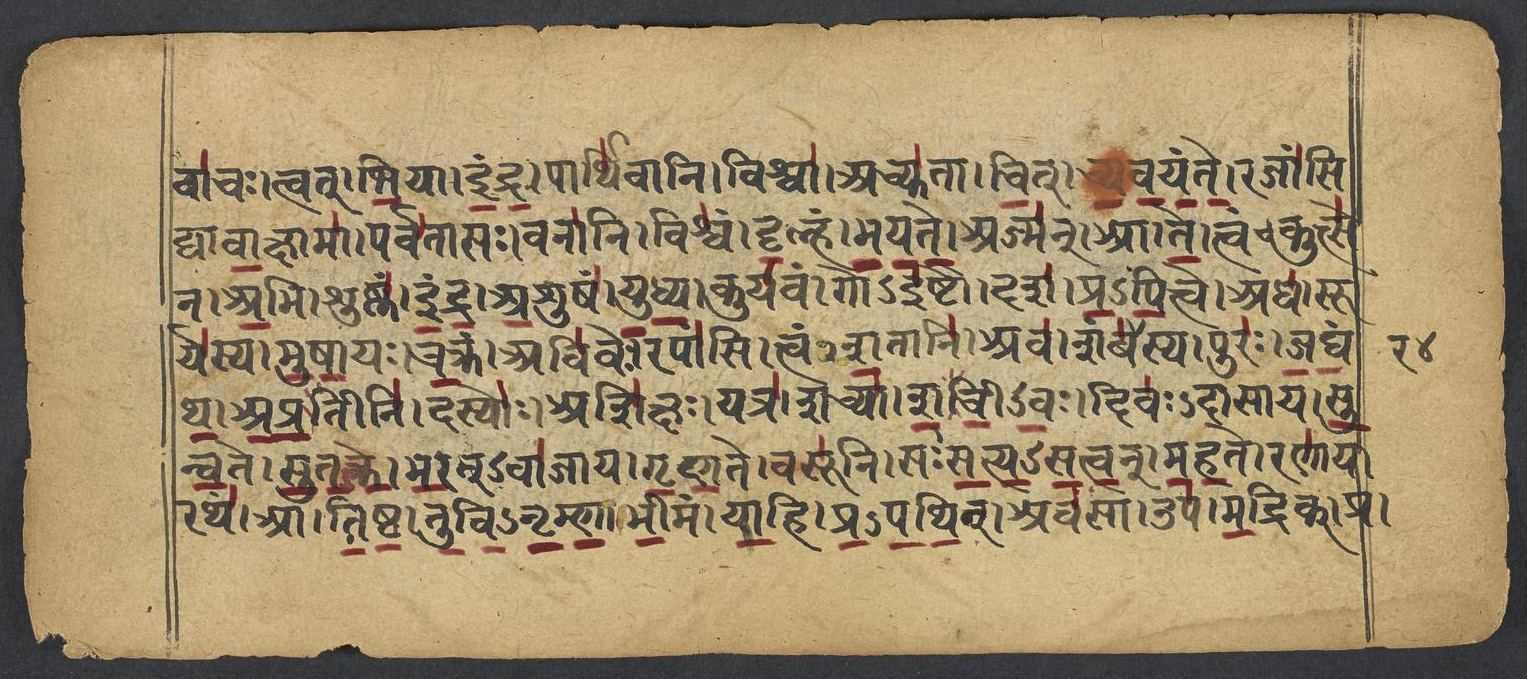 वाचः। त्वत्। भिया। इंद्र। पार्थिवानि। विश्वा। अच्युता। चित्। च्यवयंते। रजांसि
द्यावाक्षामा। पर्वतासः। वनानि। विश्वं। दृल्हं। भयते। अज्मन्। आ। ते। त्वं। कुत्से
न। अभि। शुष्णं। इंद्र। अशुषं। युध्य। कुयवं। गोऽइष्टौ। दश। प्रऽपित्वे। अध। सू
र्यस्य। मुषायः। चक्रं। अविवेः। रपांसि। त्वं। शतानि। अव। शंबरस्य। पुरः। जघं
थ। अप्रतीनि। दस्योः। अशिक्षः। यत्र। शच्या। शचीऽवः। दिवःऽदासाय। सु
न्वते। सुतक्रे। भरत्ऽवाजाय। गृणते। वसूनि। सः। सत्यऽसत्वन्। महते। रणाय।
रथं। आ। तिष्ठ। तुविऽनृम्ण। भीमं। याहि। प्रऽपथिन्। अवसा। उप। मद्रिक्। प्र।
२४